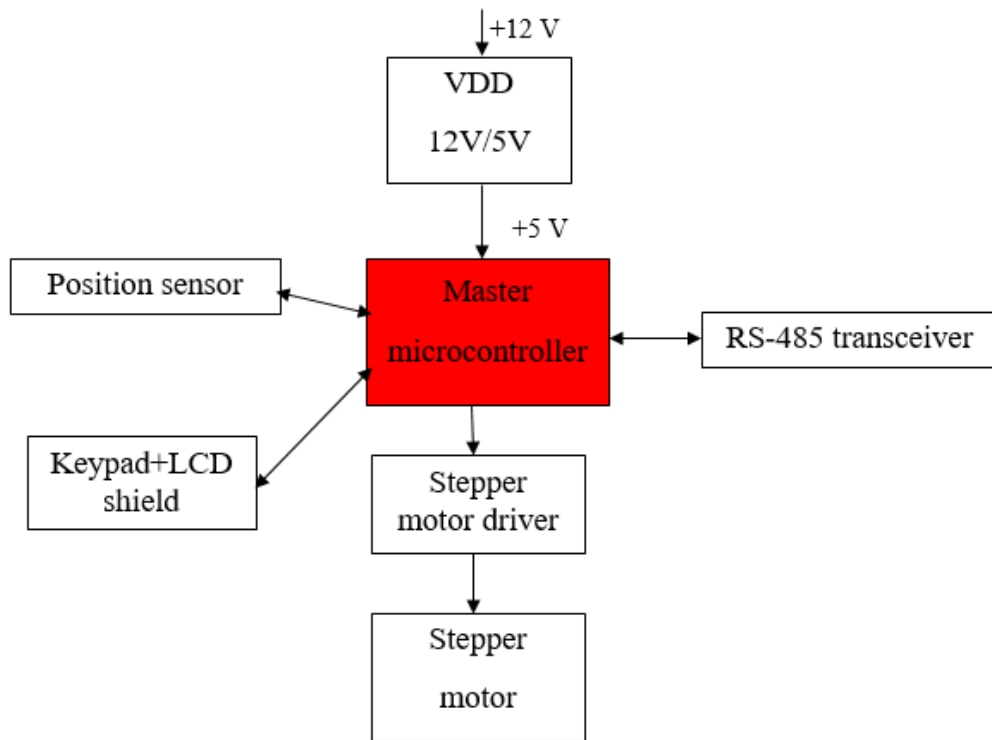 +12 V
VDD
12V/5V
+5 V
Position sensor
Master
microcontroller
RS-485 transceiver
Keypad+LCD
shield
Stepper
motor driver
Stepper
motor